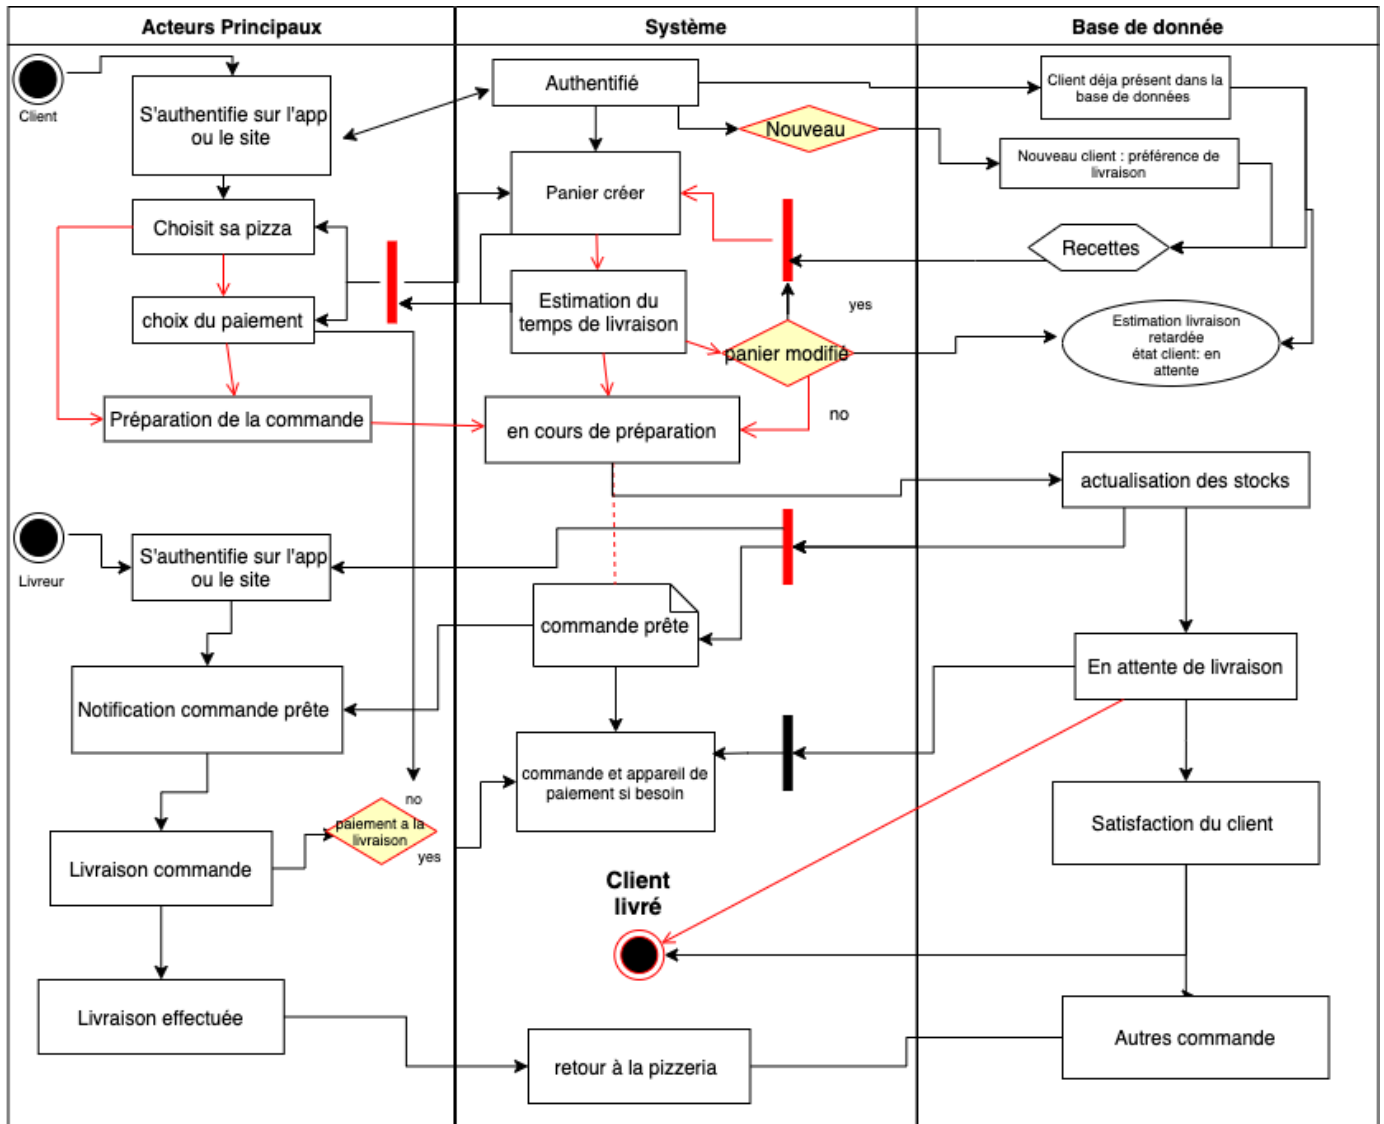 Acteurs Principaux
Système
Base de donnée
Client
S'authentifie sur l'app
ou le site
Authentifié
Client déja présent dans la
base de données
Nouveau
Nouveau client : préférence de
livraison
Choisit sa pizza
Panier créer
Recettes
choix du paiement
Estimation du
temps de livraison
yes
panier modifié
Estimation livraison
retardée
état client: en
attente
Préparation de la commande
en cours de préparation
no
actualisation des stocks
Livreur
S'authentifie sur l'app
ou le site
commande prête
En attente de livraison
Notification commande prête
commande et appareil de
paiement si besoin
no
paiement a la
livraison
yes
Satisfaction du client
Livraison commande
Client
livré
Livraison effectuée
retour à la pizzeria
Autres commande